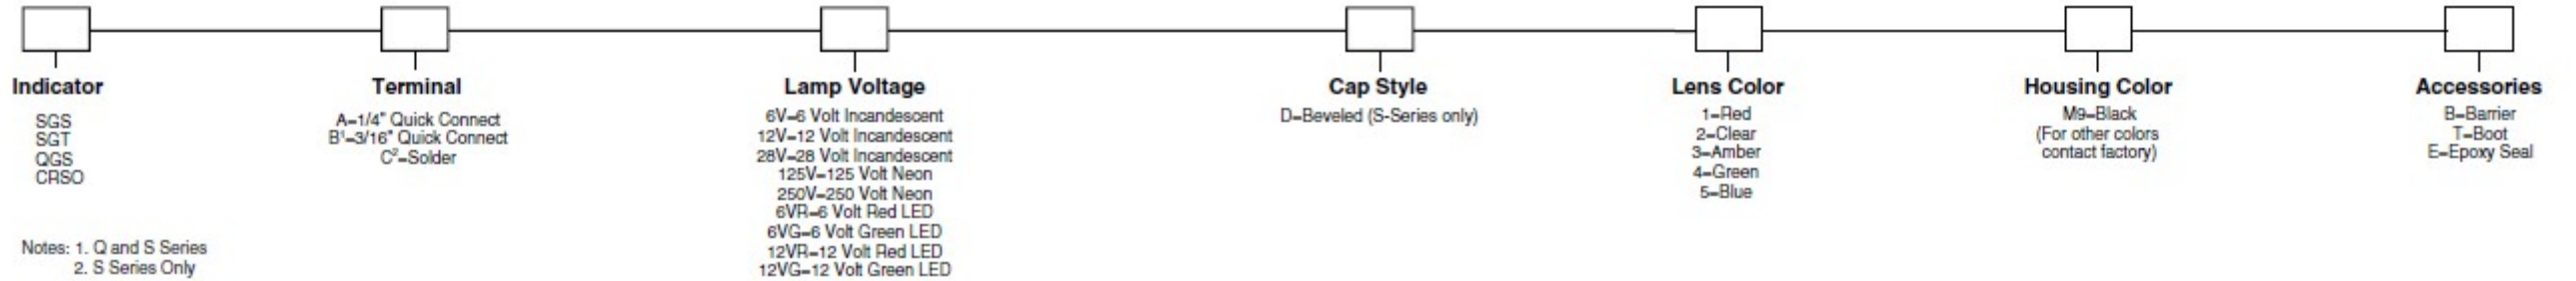 Indicator
SGS
SGT
QGS
CRSO
Terminal
A=1/4" Quick Connect
B¹=3/16" Quick Connect
C²=Solder
Lamp Voltage
6V=6 Volt Incandescent
12V=12 Volt Incandescent
28V=28 Volt Incandescent
125V=125 Volt Neon
250V=250 Volt Neon
6VR=6 Volt Red LED
6VG=6 Volt Green LED
12VR=12 Volt Red LED
12VG=12 Volt Green LED
Cap Style
D=Beveled (S-Series only)
Lens Color
1=Red
2=Clear
3=Amber
4=Green
5=Blue
Housing Color
M9=Black
(For other colors
contact factory)
Accessories
B=Barrier
T=Boot
E=Epoxy Seal
Notes: 1. Q and S Series
2. S Series Only